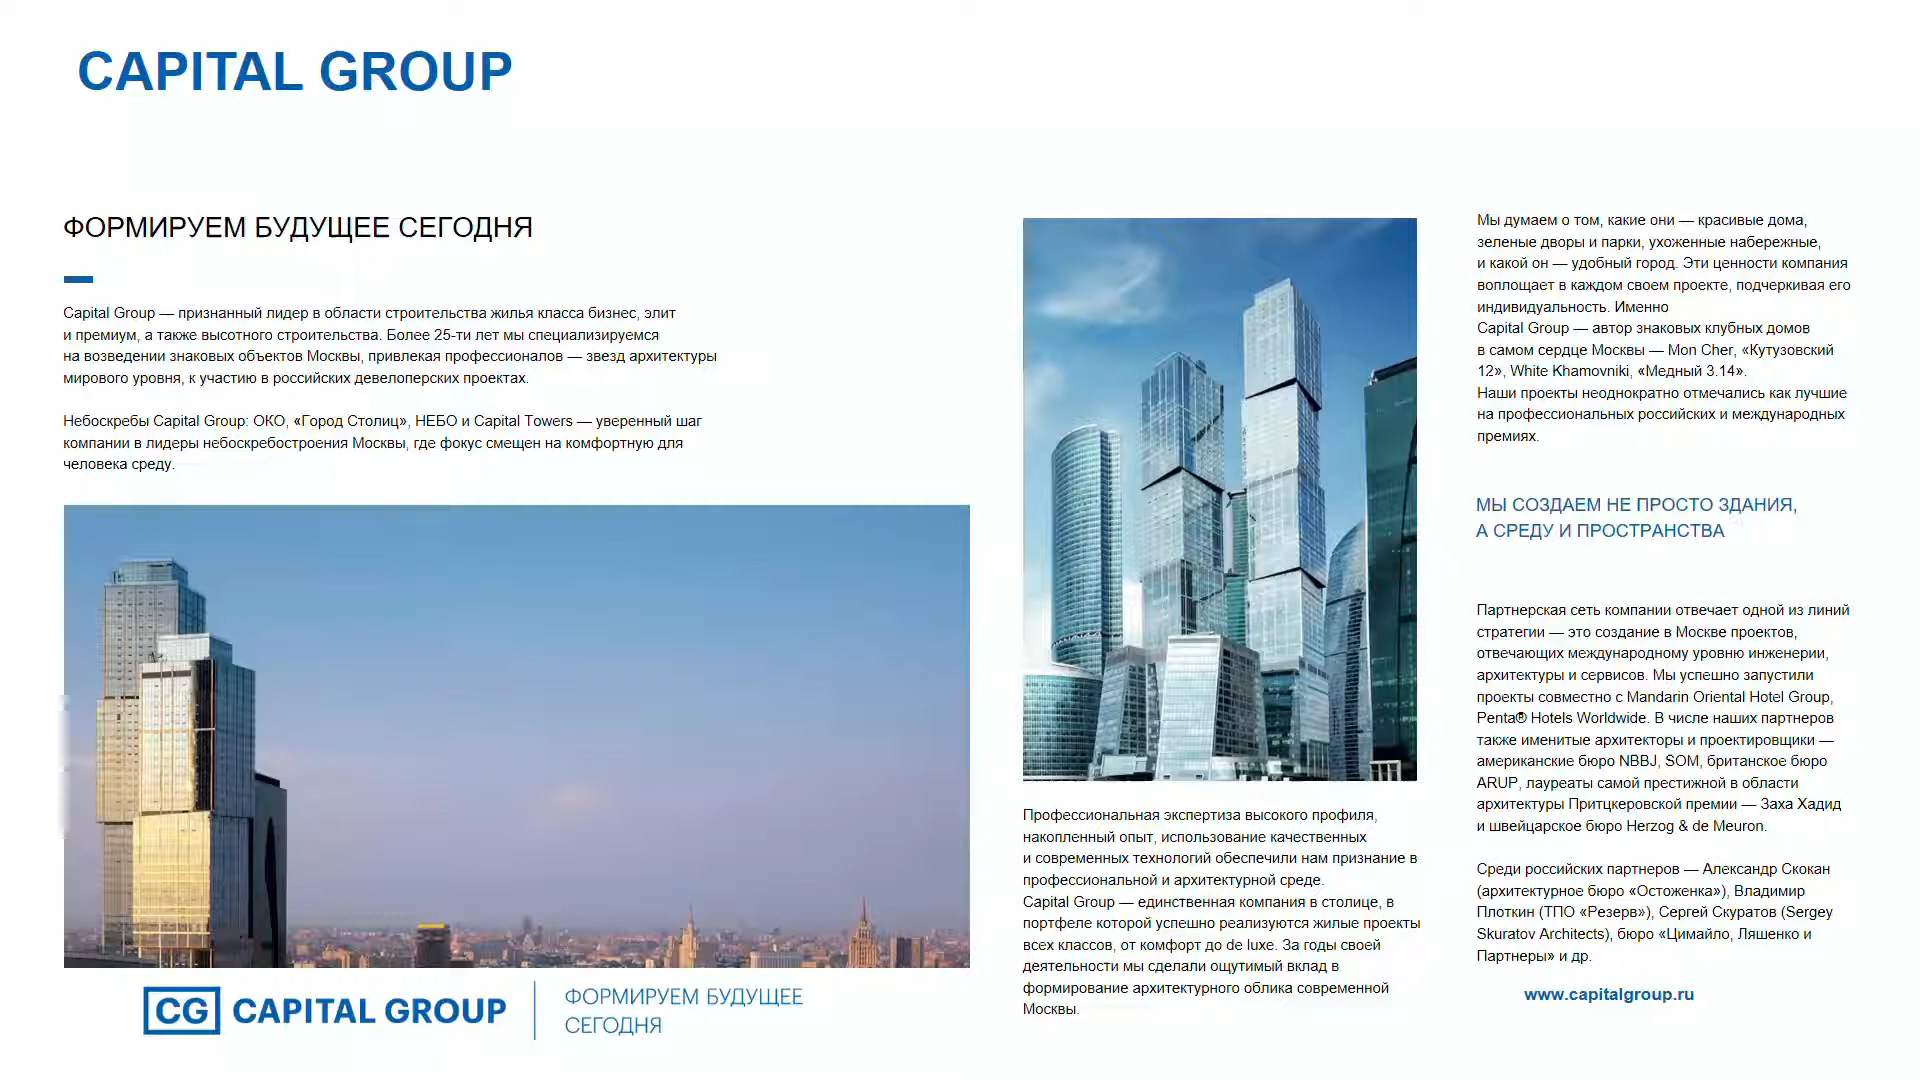 CAPITAL GROUP
ФОРМИРУЕМ БУДУЩЕЕ СЕГОДНЯ
Capital Group — признанный лидер в области строительства жилья класса бизнес, элит
и премиум, а также высотного строительства. Более 25-ти лет мы специализируемся
на возведении знаковых объектов Москвы, привлекая профессионалов — звезд архитектуры
мирового уровня, к участию в российских девелоперских проектах.
Небоскребы Capital Group: ОКО, «Город Столиц», НЕБО и Capital Towers — уверенный шаг
компании в лидеры небоскребостроения Москвы, где фокус смещен на комфортную для
человека среду.
CG CAPITAL GROUP
ФОРМИРУЕМ БУДУЩЕЕ
СЕГОДНЯ
Профессиональная экспертиза высокого профиля,
накопленный опыт, использование качественных
и современных технологий обеспечили нам признание в
профессиональной и архитектурной среде.
Capital Group — единственная компания в столице, в
портфеле которой успешно реализуются жилые проекты
всех классов, от комфорт до de luxe. За годы своей
деятельности мы сделали ощутимый вклад в
формирование архитектурного облика современной
Москвы.
Мы думаем о том, какие они — красивые дома,
зеленые дворы и парки, ухоженные набережные,
и какой он — удобный город. Эти ценности компания
воплощает в каждом своем проекте, подчеркивая его
индивидуальность. Именно
Capital Group — автор знаковых клубных домов
в самом сердце Москвы — Mon Cher, «Кутузовский
12», White Khamovniki, «Медный 3.14».
Наши проекты неоднократно отмечались как лучшие
на профессиональных российских и международных
премиях.
МЫ СОЗДАЕМ НЕ ПРОСТО ЗДАНИЯ,
А СРЕДУ И ПРОСТРАНСТВА
Партнерская сеть компании отвечает одной из линий
стратегии — это создание в Москве проектов,
отвечающих международному уровню инженерии,
архитектуры и сервисов. Мы успешно запустили
проекты совместно с Mandarin Oriental Hotel Group,
Penta® Hotels Worldwide. В числе наших партнеров
также именитые архитекторы и проектировщики —
американские бюро NBBJ, SOM, британское бюро
ARUP, лауреаты самой престижной в области
архитектуры Притцкеровской премии — Заха Хадид
и швейцарское бюро Herzog & de Meuron.
Среди российских партнеров — Александр Скокан
(архитектурное бюро «Остоженка»), Владимир
Плоткин (ТПО «Резерв»), Сергей Скуратов (Sergey
Skuratov Architects), бюро «Цимайло, Ляшенко и
Партнеры» и др.
www.capitalgroup.ru